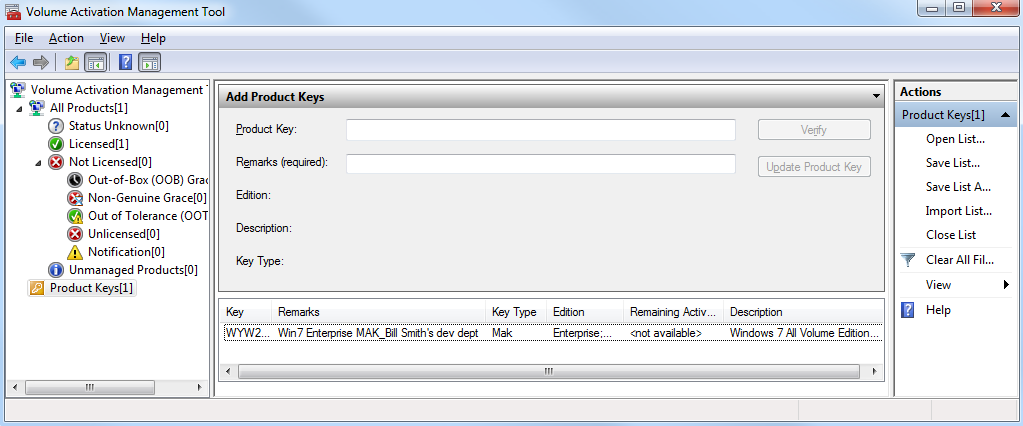 Volume Activation Management Tool
File Action View Help
Volume Activation Management
All Products[1]
Status Unknown[0]
Licensed[1]
Not Licensed[0]
Out-of-Box (OOB) Grac
Non-Genuine Grace[0]
Out of Tolerance (OOT
Unlicensed[0]
Notification[0]
Unmanaged Products[0]
Product Keys[1]
Add Product Keys
Product Key:
Verify
Remarks (required):
Update Product Key
Edition:
Description:
Key Type:
Key Remarks Key Type Edition Remaining Activ... Description
WYW2... Win7 Enterprise MAK_Bill Smith's dev dept Mak Enterprise;... <not available> Windows 7 All Volume Edition...
Actions
Product Keys[1]
Open List...
Save List...
Save List A...
Import List...
Close List
Clear All Fil...
View
Help